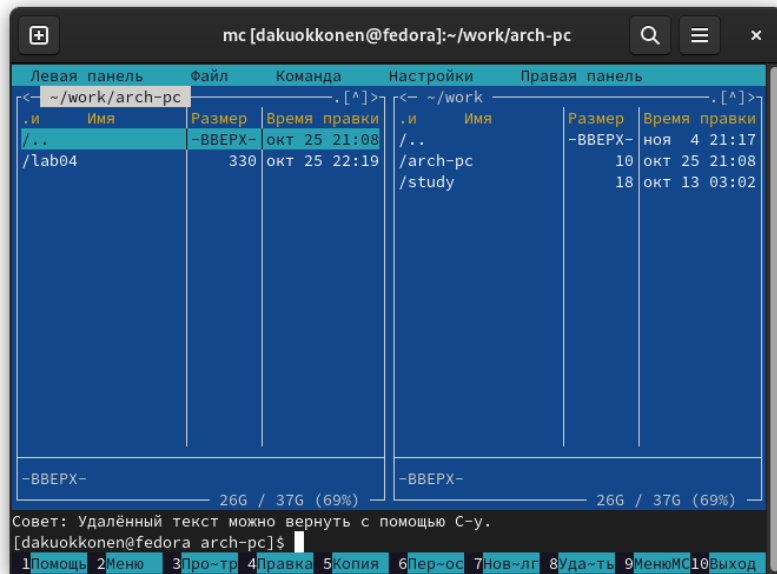 mc [dakuokkonen@fedora]:~/work/arch-pc
Левая панель Файл Команда Настройки Правая панель
<— ~/work/arch-pc —.[^]>
.и Имя Размер Время правки
/.. -ВВЕРХ- окт 25 21:08
/lab04 330 окт 25 22:19
-ВВЕРХ-
26G / 37G (69%)
<— ~/work —.[^]>
.и Имя Размер Время правки
/.. -ВВЕРХ- ноя 4 21:17
/arch-pc 10 окт 25 21:08
/study 18 окт 13 03:02
-ВВЕРХ-
26G / 37G (69%)
Совет: Удалённый текст можно вернуть с помощью C-y.
[dakuokkonen@fedora arch-pc]$
1Помощь 2Меню 3Про~тр 4Правка 5Копия 6Пер~ос 7Нов~лг 8Уда~ть 9МенюMC10Выход